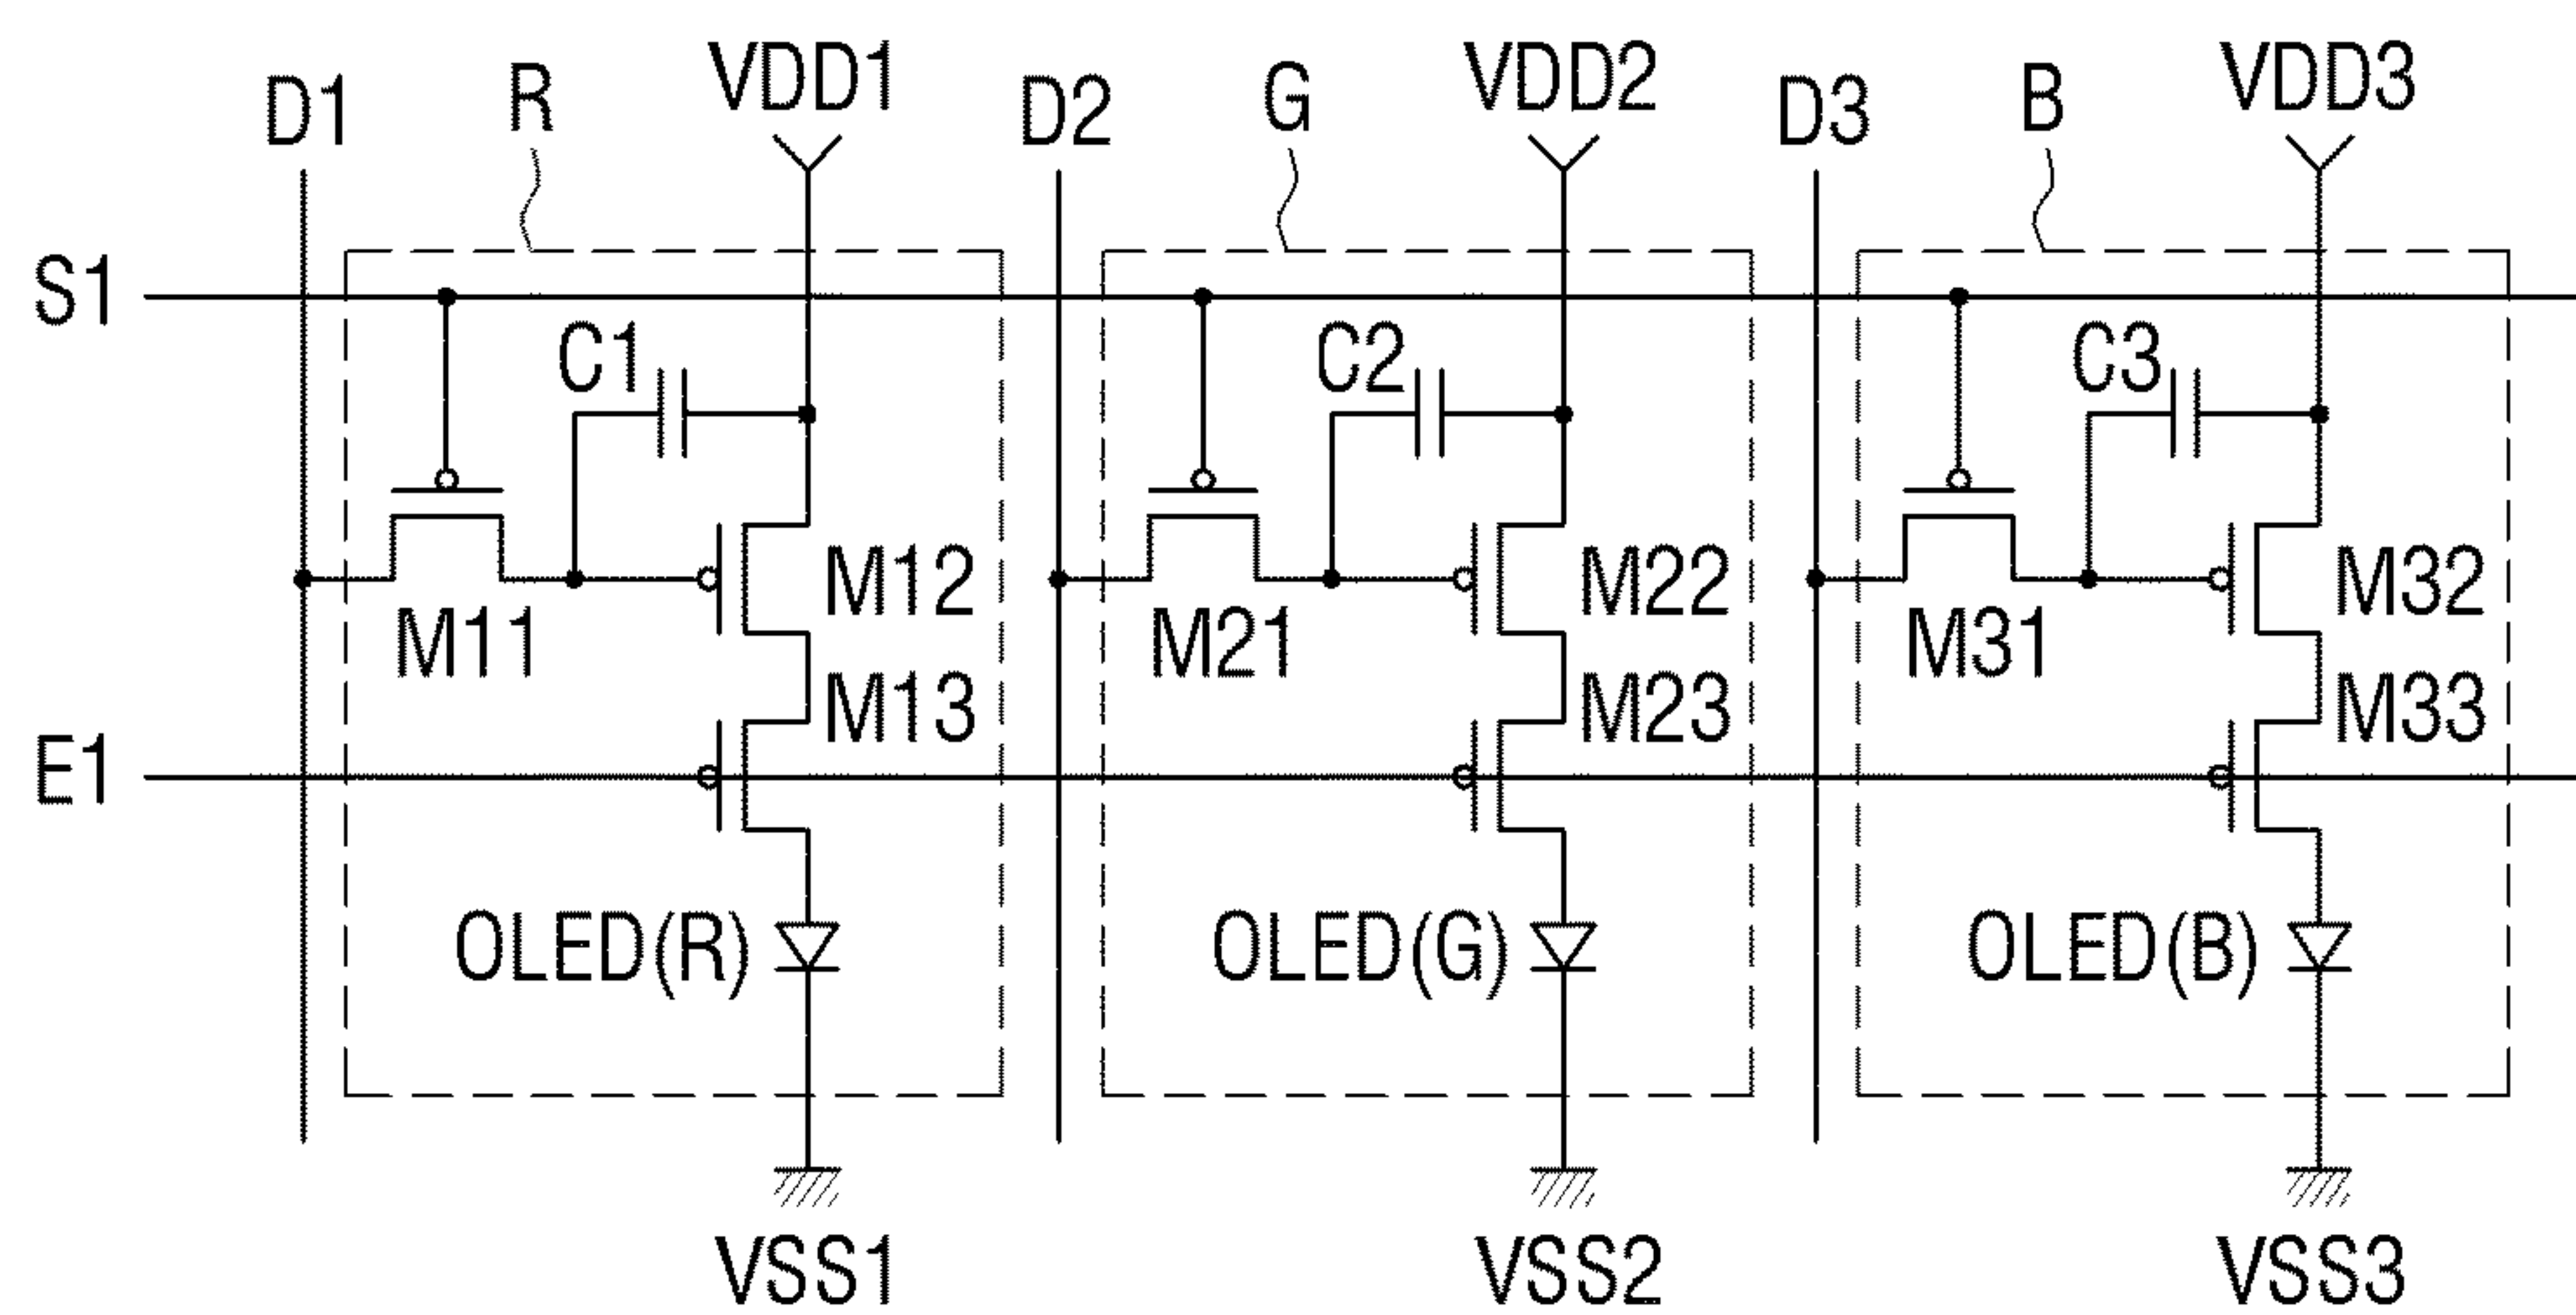 D1 R VDD1 D2 G VDD2 D3 B VDD3
S1
C1 C2 C3
M12 M22 M32
M11 M21 M31
M13 M23 M33
E1
OLED(R) OLED(G) OLED(B)
VSS1 VSS2 VSS3